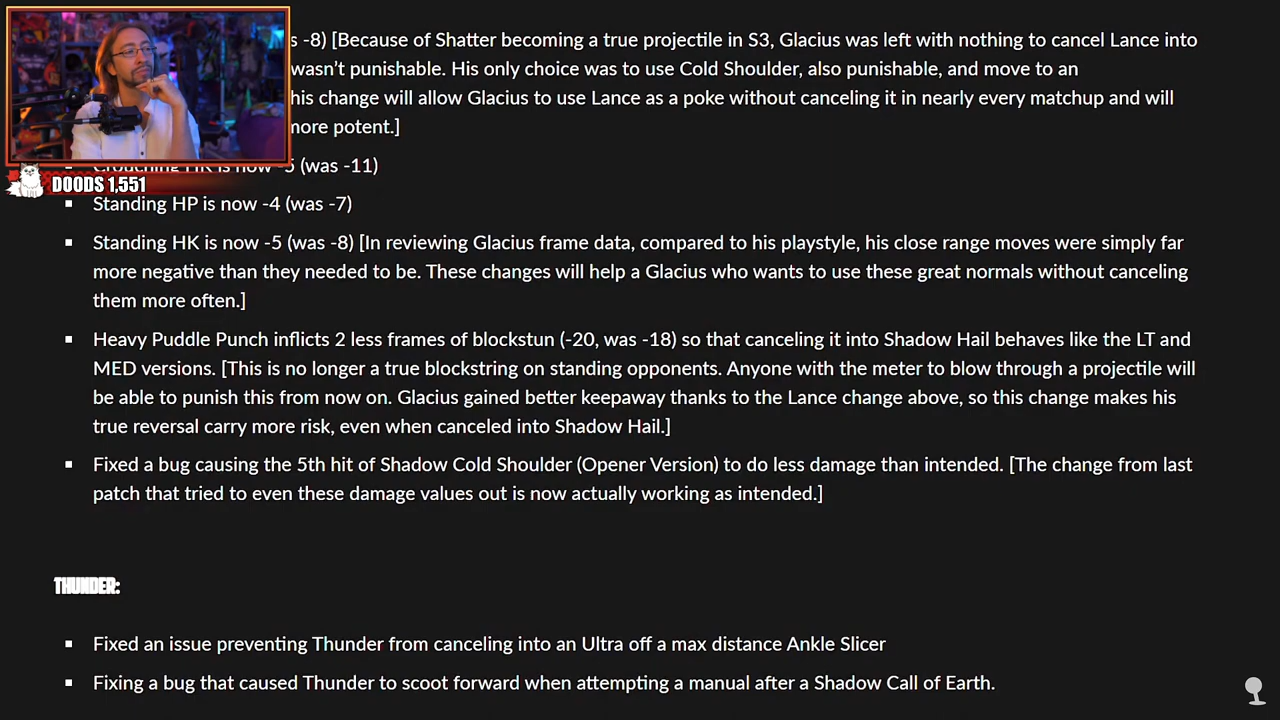 s -8) [Because of Shatter becoming a true projectile in S3, Glacius was left with nothing to cancel Lance into
wasn't punishable. His only choice was to use Cold Shoulder, also punishable, and move to an
his change will allow Glacius to use Lance as a poke without canceling it in nearly every matchup and will
more potent.]
Crouching HK is now -5 (was -11)
DOODS 1,551
Standing HP is now -4 (was -7)
Standing HK is now -5 (was -8) [In reviewing Glacius frame data, compared to his playstyle, his close range moves were simply far
more negative than they needed to be. These changes will help a Glacius who wants to use these great normals without canceling
them more often.]
Heavy Puddle Punch inflicts 2 less frames of blockstun (-20, was -18) so that canceling it into Shadow Hail behaves like the LT and
MED versions. [This is no longer a true blockstring on standing opponents. Anyone with the meter to blow through a projectile will
be able to punish this from now on. Glacius gained better keepaway thanks to the Lance change above, so this change makes his
true reversal carry more risk, even when canceled into Shadow Hail.]
Fixed a bug causing the 5th hit of Shadow Cold Shoulder (Opener Version) to do less damage than intended. [The change from last
patch that tried to even these damage values out is now actually working as intended.]
THUNDER:
Fixed an issue preventing Thunder from canceling into an Ultra off a max distance Ankle Slicer
Fixing a bug that caused Thunder to scoot forward when attempting a manual after a Shadow Call of Earth.